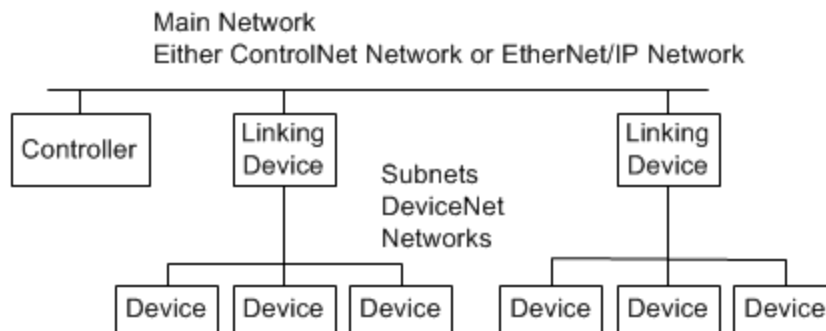 Main Network
Either ControlNet Network or EtherNet/IP Network
Controller
Linking
Device
Linking
Device
Subnets
DeviceNet
Networks
Device
Device
Device
Device
Device
Device